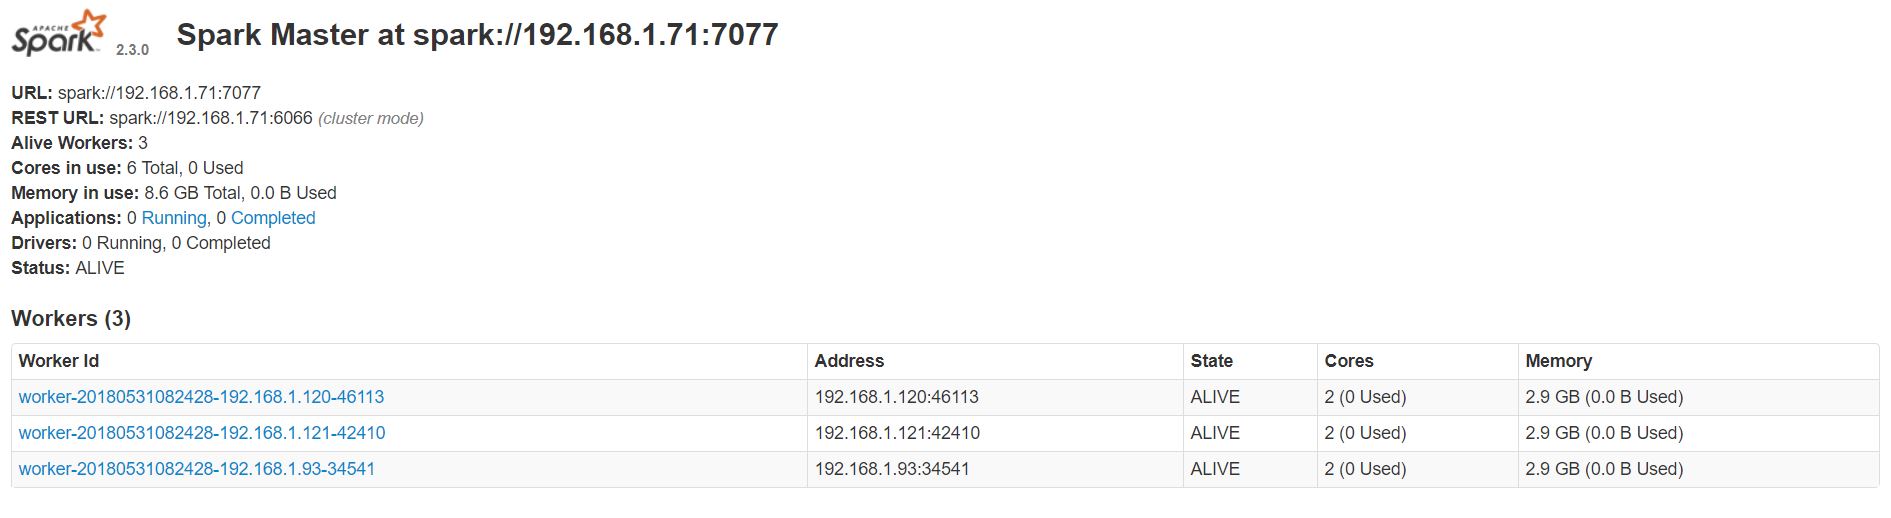 APACHE
Spark 2.3.0 Spark Master at spark://192.168.1.71:7077
URL: spark://192.168.1.71:7077
REST URL: spark://192.168.1.71:6066 (cluster mode)
Alive Workers: 3
Cores in use: 6 Total, 0 Used
Memory in use: 8.6 GB Total, 0.0 B Used
Applications: 0 Running, 0 Completed
Drivers: 0 Running, 0 Completed
Status: ALIVE
Workers (3)
Worker Id Address State Cores Memory
worker-20180531082428-192.168.1.120-46113 192.168.1.120:46113 ALIVE 2 (0 Used) 2.9 GB (0.0 B Used)
worker-20180531082428-192.168.1.121-42410 192.168.1.121:42410 ALIVE 2 (0 Used) 2.9 GB (0.0 B Used)
worker-20180531082428-192.168.1.93-34541 192.168.1.93:34541 ALIVE 2 (0 Used) 2.9 GB (0.0 B Used)